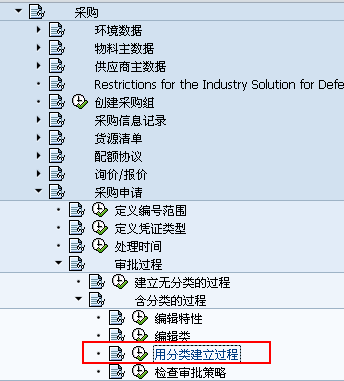 采购
环境数据
物料主数据
供应商主数据
Restrictions for the Industry Solution for Defe
创建采购组
采购信息记录
货源清单
配额协议
询价/报价
采购申请
定义编号范围
定义凭证类型
处理时间
审批过程
建立无分类的过程
含分类的过程
编辑特性
编辑类
用分类建立过程
检查审批策略